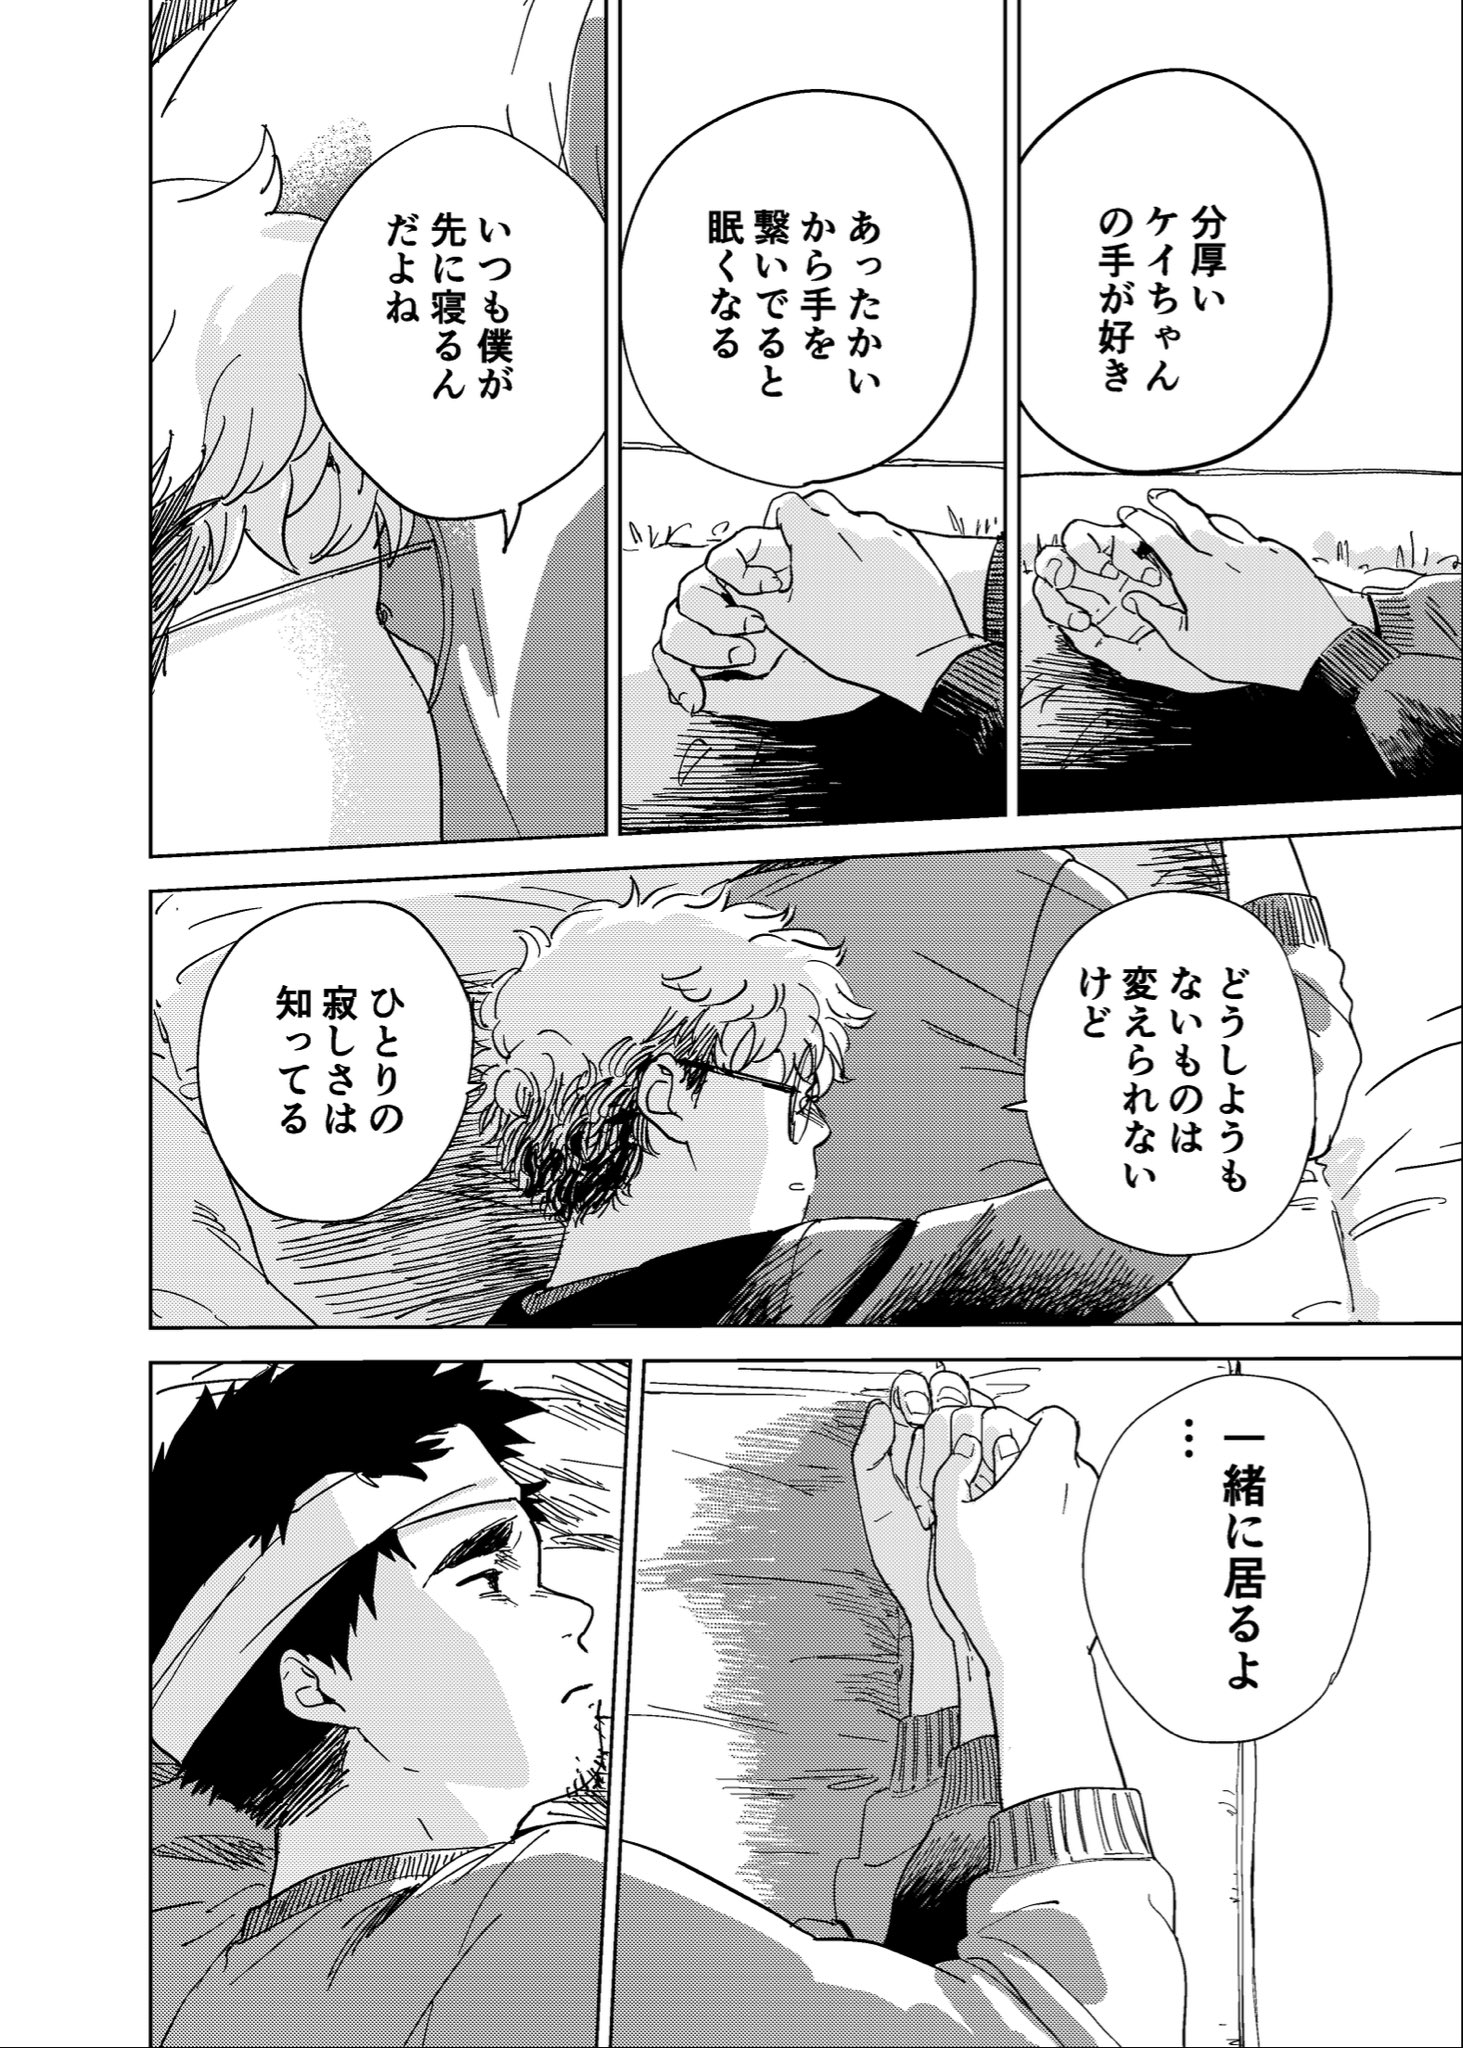 分厚い
ケイちゃん
の手が好き
あったかい
から手を
繋いでると
眠くなる
いつも僕が
先に寝るん
だよね
どうしようも
ないものは
変えられない
けど
ひとりの
寂しさは
知ってる
一緒に居るよ
…